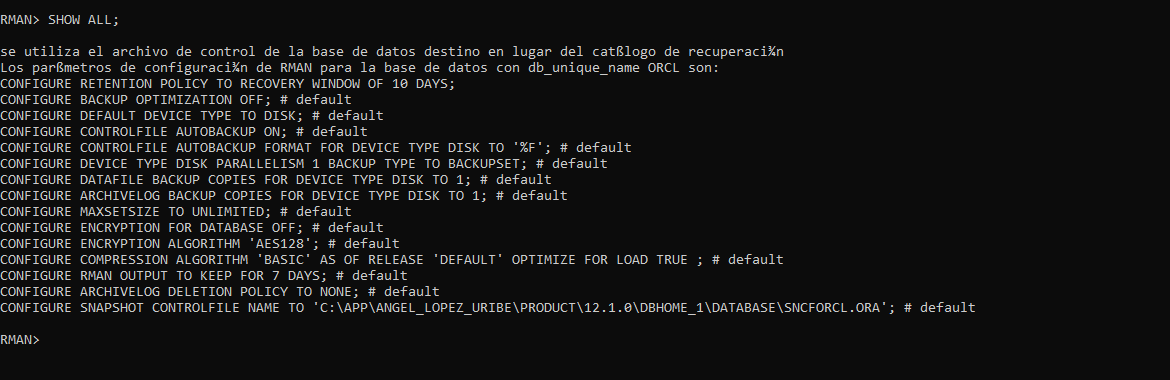 RMAN> SHOW ALL;
se utiliza el archivo de control de la base de datos destino en lugar del catßlogo de recuperaci¾n
Los parßmetros de configuraci¾n de RMAN para la base de datos con db_unique_name ORCL son:
CONFIGURE RETENTION POLICY TO RECOVERY WINDOW OF 10 DAYS;
CONFIGURE BACKUP OPTIMIZATION OFF; # default
CONFIGURE DEFAULT DEVICE TYPE TO DISK; # default
CONFIGURE CONTROLFILE AUTOBACKUP ON; # default
CONFIGURE CONTROLFILE AUTOBACKUP FORMAT FOR DEVICE TYPE DISK TO '%F'; # default
CONFIGURE DEVICE TYPE DISK PARALLELISM 1 BACKUP TYPE TO BACKUPSET; # default
CONFIGURE DATAFILE BACKUP COPIES FOR DEVICE TYPE DISK TO 1; # default
CONFIGURE ARCHIVELOG BACKUP COPIES FOR DEVICE TYPE DISK TO 1; # default
CONFIGURE MAXSETSIZE TO UNLIMITED; # default
CONFIGURE ENCRYPTION FOR DATABASE OFF; # default
CONFIGURE ENCRYPTION ALGORITHM 'AES128'; # default
CONFIGURE COMPRESSION ALGORITHM 'BASIC' AS OF RELEASE 'DEFAULT' OPTIMIZE FOR LOAD TRUE ; # default
CONFIGURE RMAN OUTPUT TO KEEP FOR 7 DAYS; # default
CONFIGURE ARCHIVELOG DELETION POLICY TO NONE; # default
CONFIGURE SNAPSHOT CONTROLFILE NAME TO 'C:\APP\ANGEL_LOPEZ_URIBE\PRODUCT\12.1.0\DBHOME_1\DATABASE\SNCFORCL.ORA'; # default
RMAN>